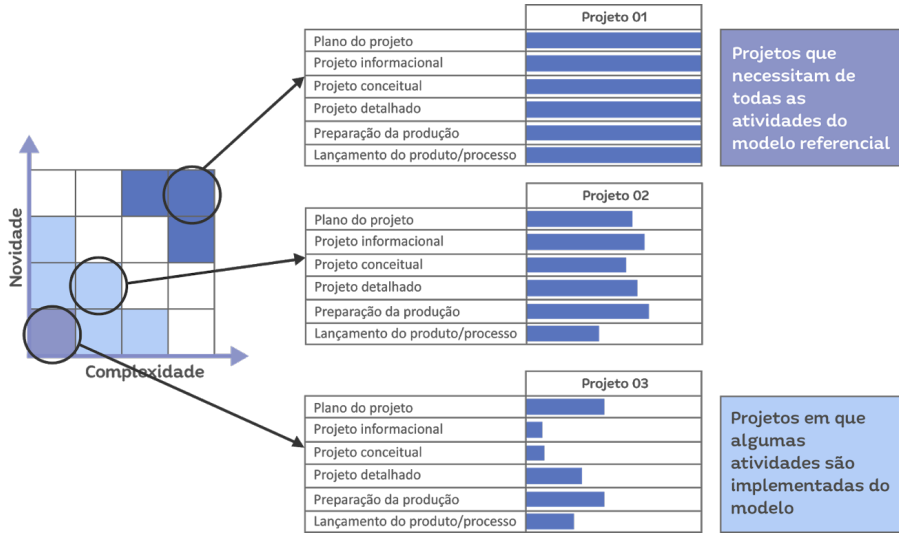 Projeto 01
Plano do projeto
Projeto informacional
Projeto conceitual
Projeto detalhado
Preparação da produção
Lançamento do produto/processo
Projetos que
necessitam de
todas as
atividades do
modelo referencial
Novidade
Complexidade
Projeto 02
Plano do projeto
Projeto informacional
Projeto conceitual
Projeto detalhado
Preparação da produção
Lançamento do produto/processo
Projeto 03
Plano do projeto
Projeto informacional
Projeto conceitual
Projeto detalhado
Preparação da produção
Lançamento do produto/processo
Projetos em que
algumas
atividades são
implementadas do
modelo